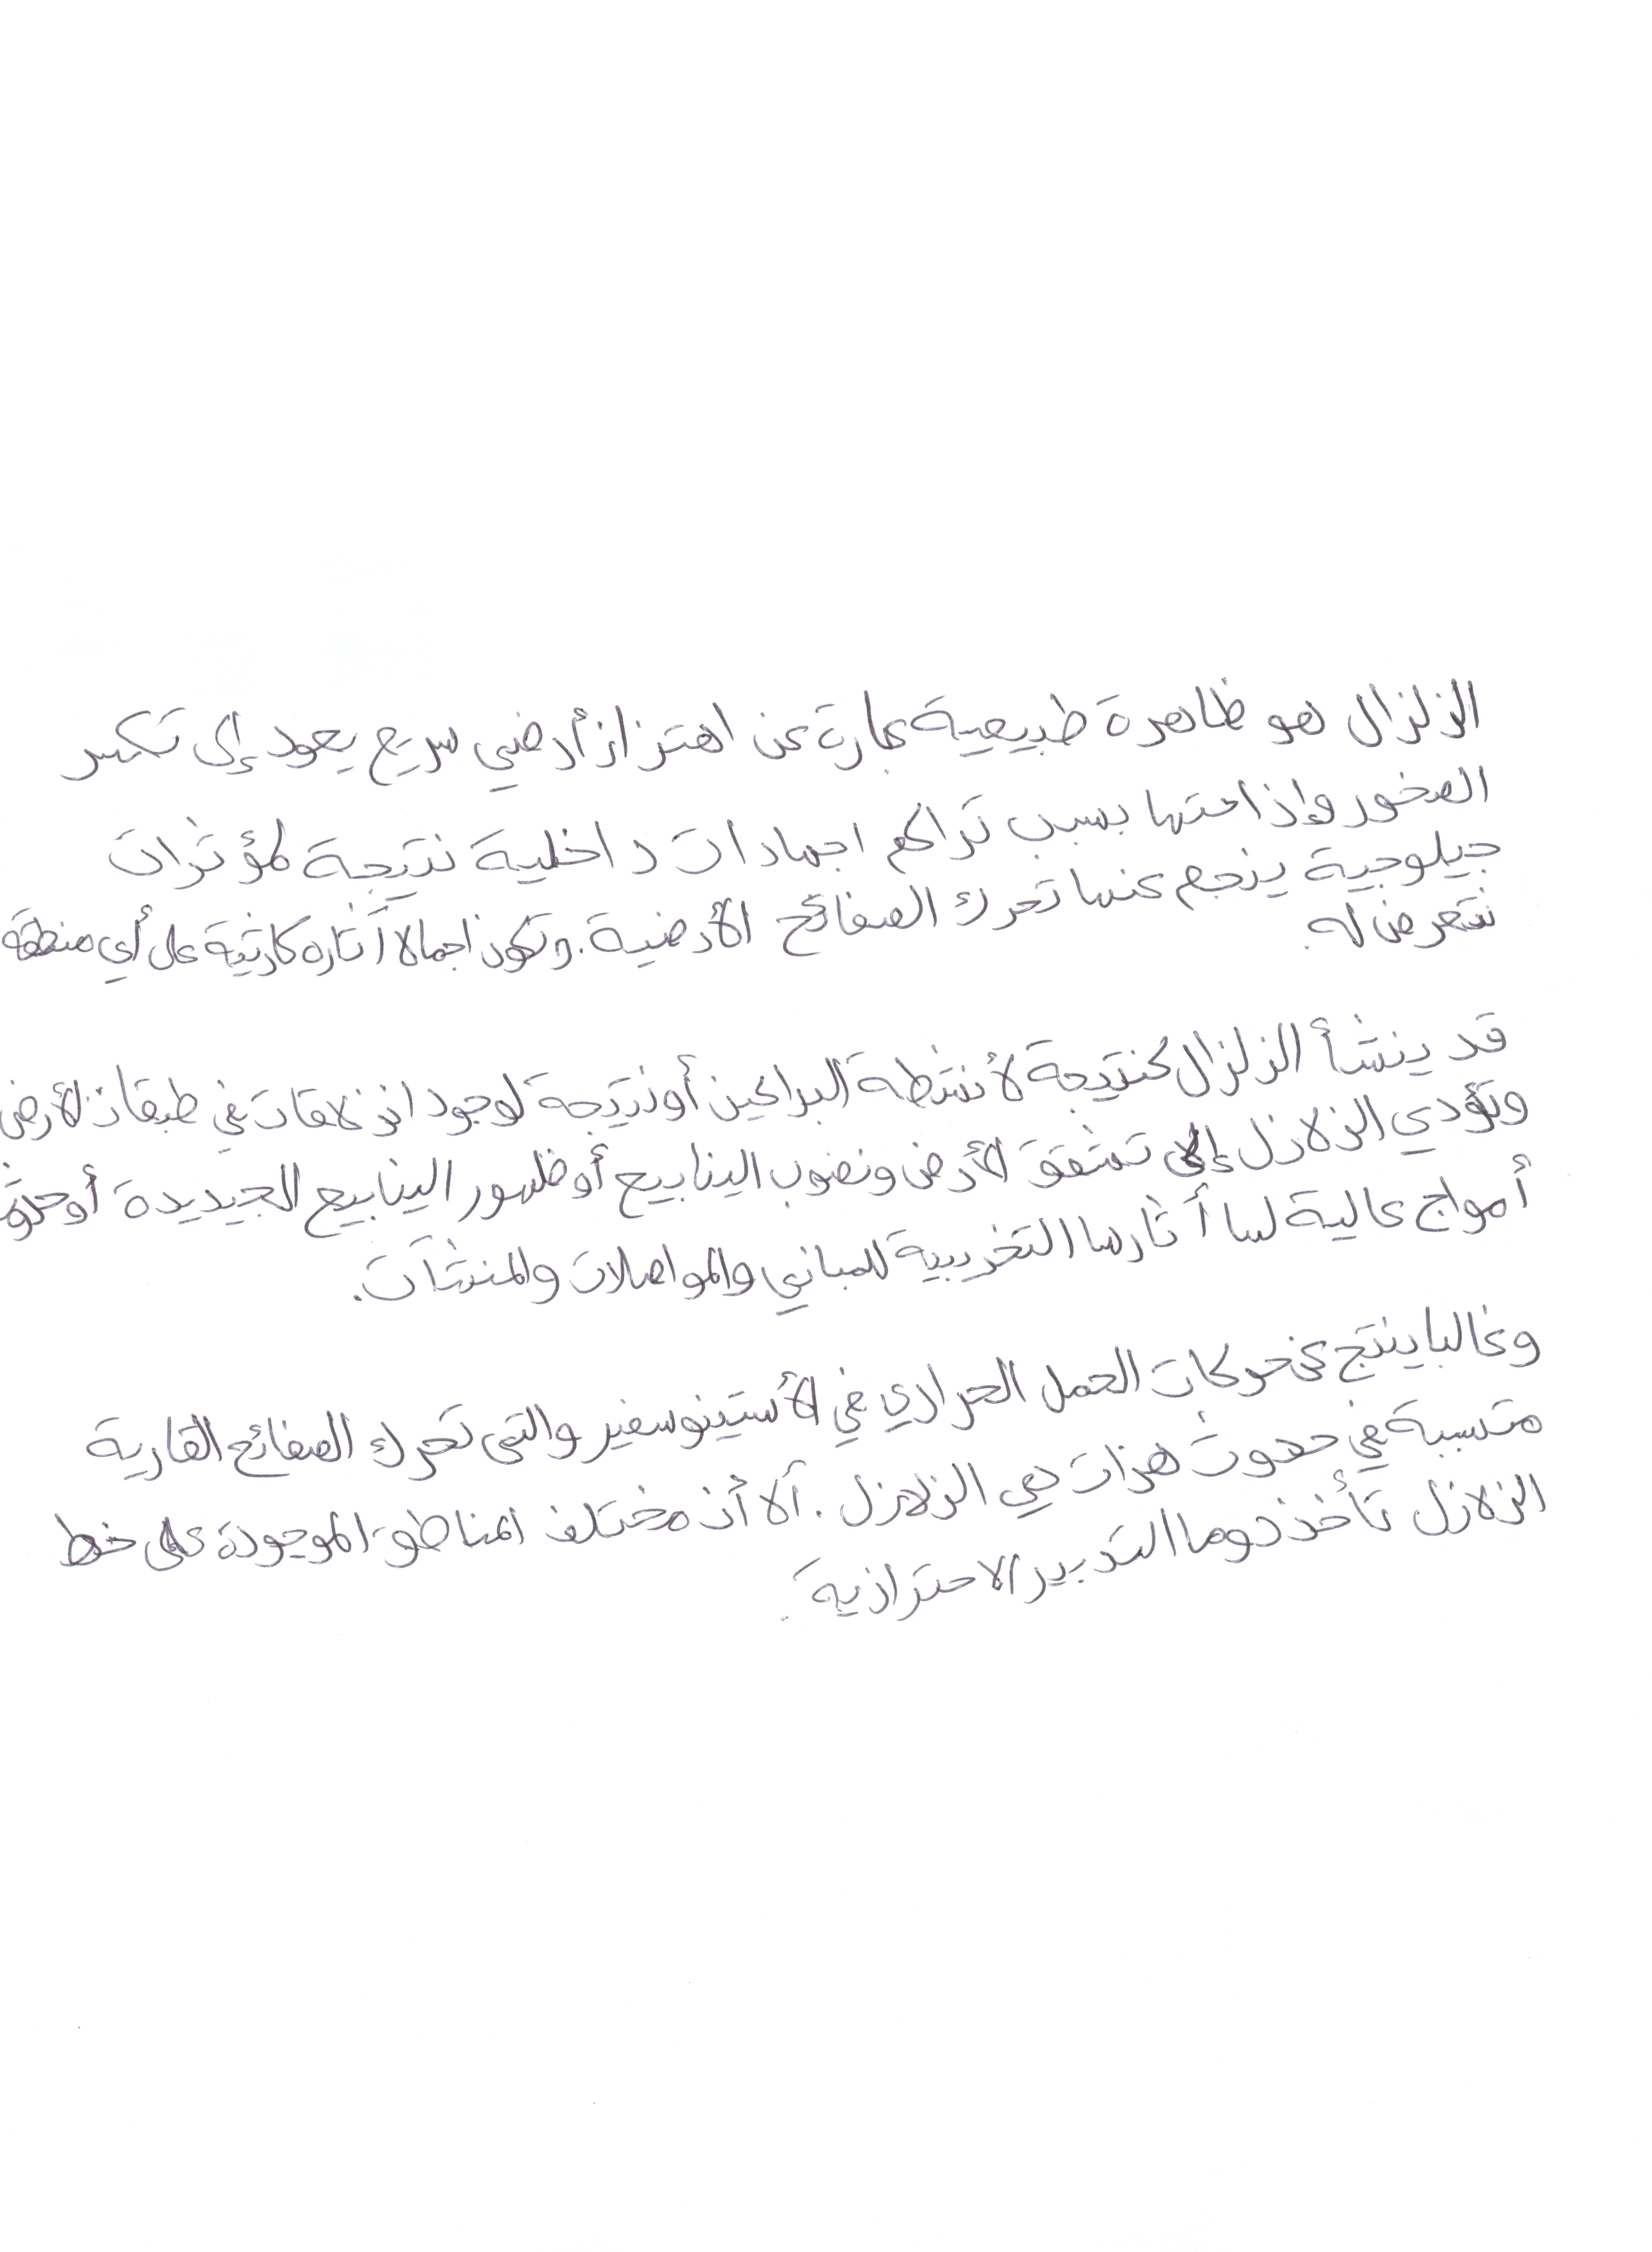 الزلزال هو ظاهرة طبيعية عبارة عن اهتزاز أرضي سريع يعود إلى تكسر
الصخور وإزاحتها بسبب تراكم اجهادات داخلية نتيجة لمؤثرات
جيلوجية ينجم عنها تحرك الصفائح الأرضية. وتكون اجمالا آثاره كارثية على أي منطقة
تتعرض له.
قد ينشأ الزلزال كنتيجة لأنشطة البراكين أو نتيجة لوجود انزلاقات في طبقات الأرض
وتؤدي الزلازل إلى تشقق الأرض ونضوب الينابيع أو ظهور الينابيع الجديدة أو حدوث
أمواج عالية لها أثارها التخريبية للمباني والمواصلات والمنشآت.
وغالبا ينتج عن حركات الحمل الحراري في الأستينوسفير والتي تحرك الصفائح القارية
متسببة في حدوث هزات هي الزلازل. ألا أن مختلف المناطق الموجودة على خط
الزلازل تأخذ دوما التدبير الاحترازية.